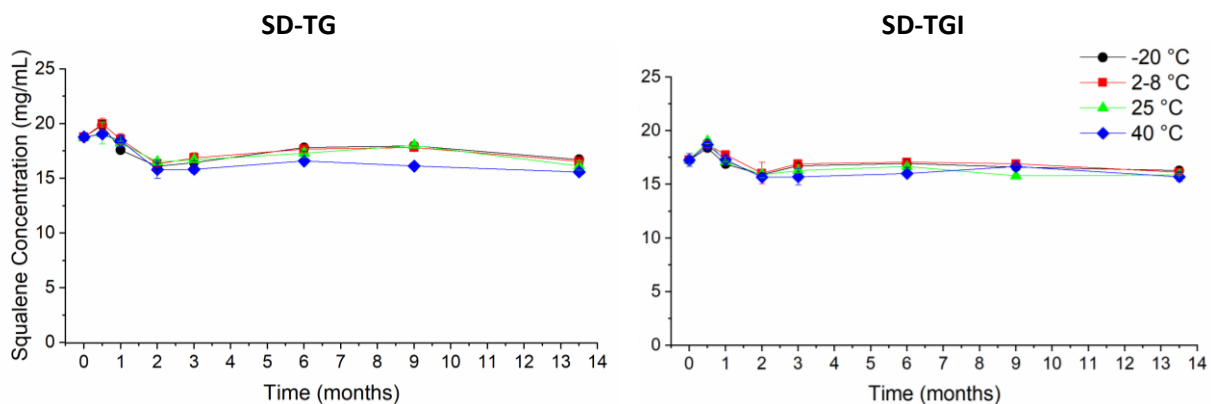 SD-TG
SD-TGI
Squalene Concentration (mg/mL)
25
20
15
10
5
0
0 1 2 3 4 5 6 7 8 9 10 11 12 13 14
Time (months)
25
20
15
10
5
0
0 1 2 3 4 5 6 7 8 9 10 11 12 13 14
Time (months)
-20 °C
2-8 °C
25 °C
40 °C